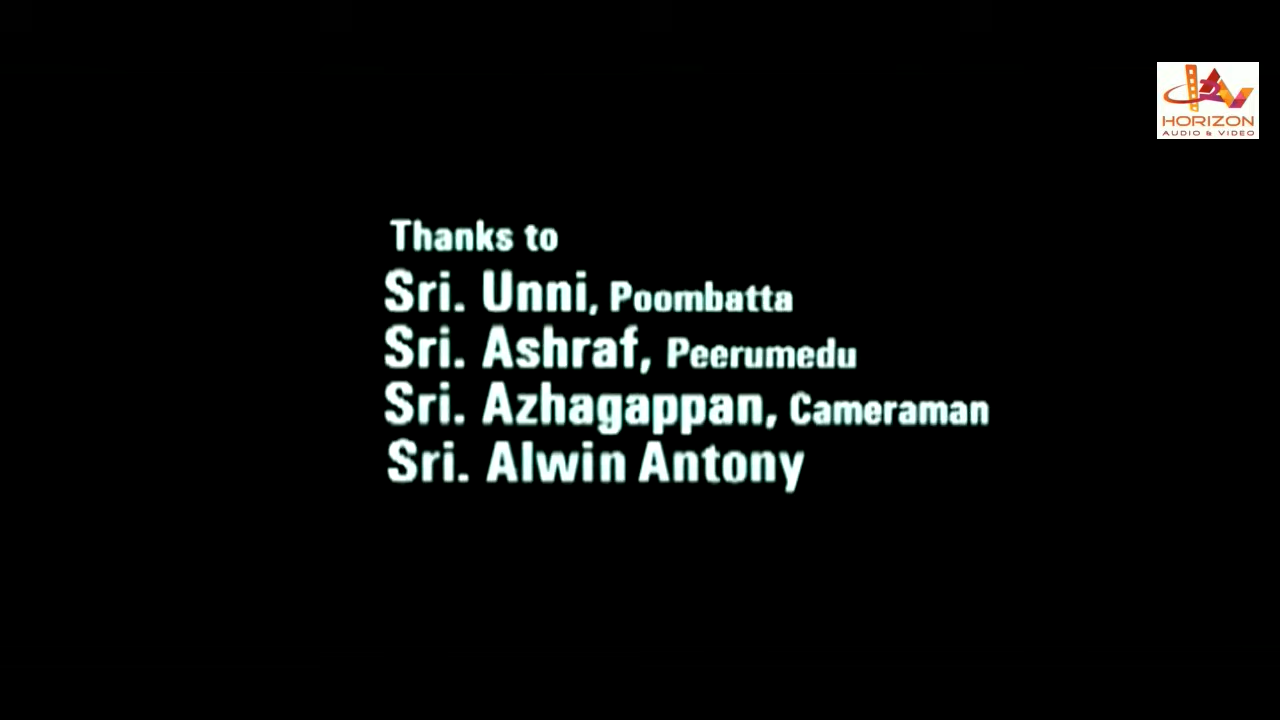 HORIZON
AUDIO & VIDEO
Thanks to
Sri. Unni, Poombatta
Sri. Ashraf, Peerumedu
Sri. Azhagappan, Cameraman
Sri. Alwin Antony